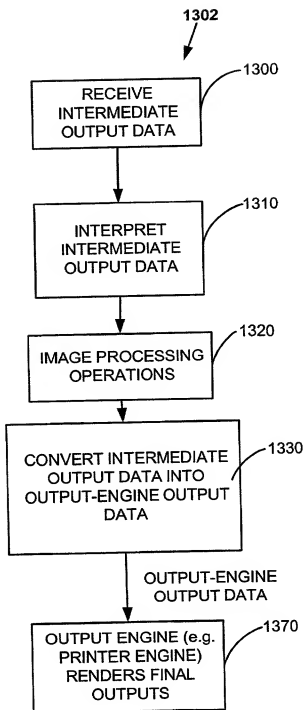 1302
1300
RECEIVE
INTERMEDIATE
OUTPUT DATA
1310
INTERPRET
INTERMEDIATE
OUTPUT DATA
1320
IMAGE PROCESSING
OPERATIONS
1330
CONVERT INTERMEDIATE
OUTPUT DATA INTO
OUTPUT-ENGINE OUTPUT
DATA
OUTPUT-ENGINE
OUTPUT DATA
1370
OUTPUT ENGINE (e.g.
PRINTER ENGINE)
RENDERS FINAL
OUTPUTS